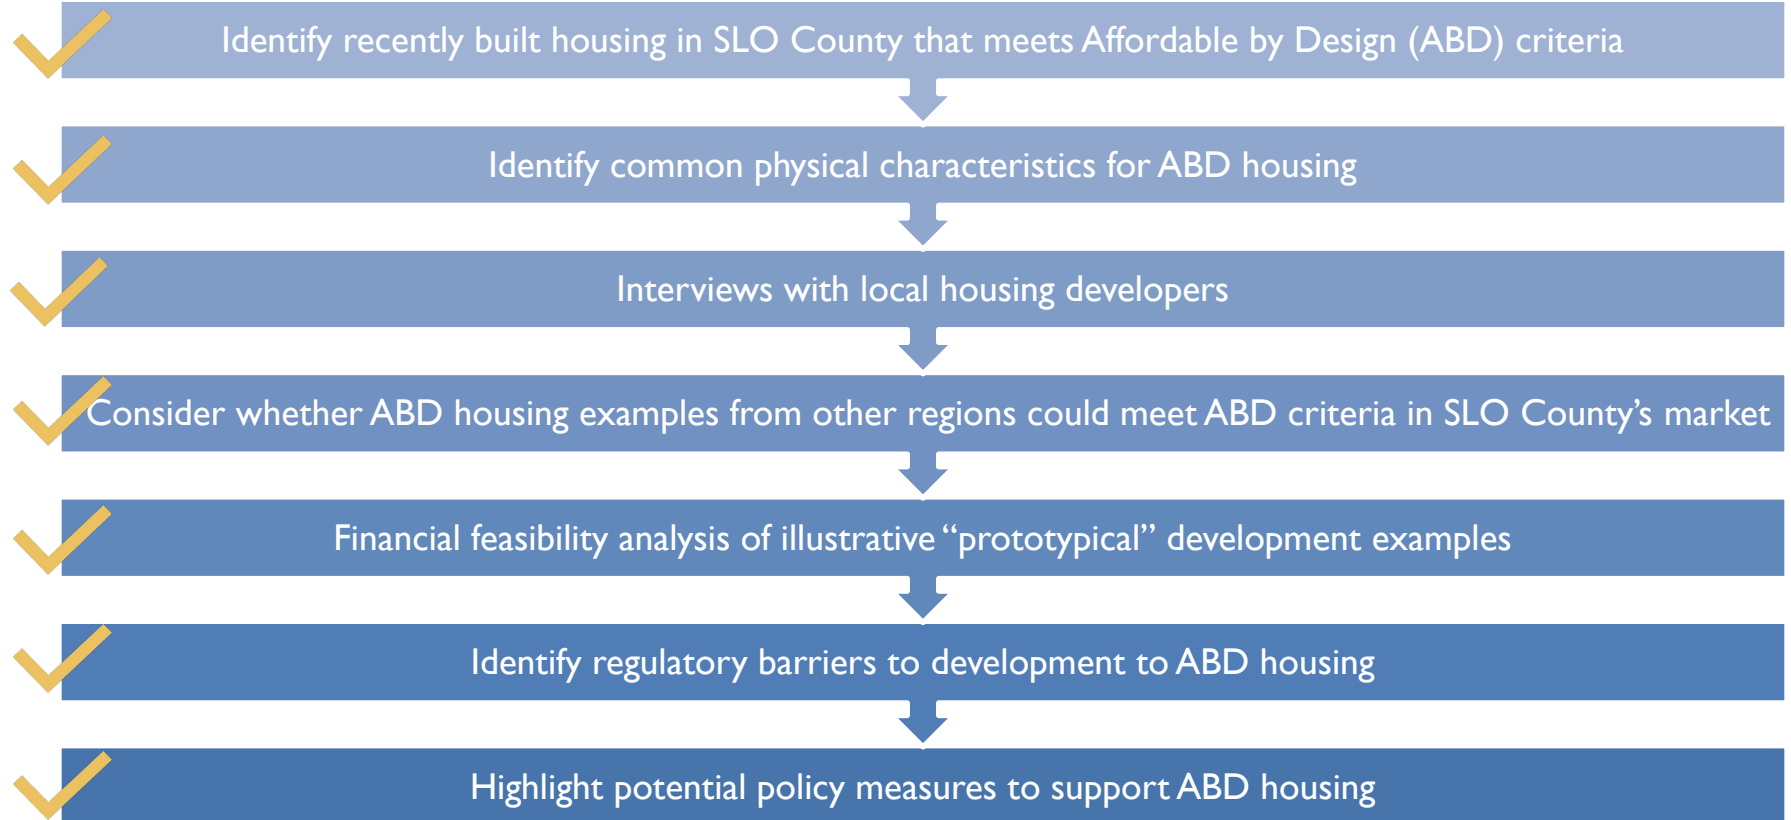 Identify recently built housing in SLO County that meets Affordable by Design (ABD) criteria
Identify common physical characteristics for ABD housing
Interviews with local housing developers
Consider whether ABD housing examples from other regions could meet ABD criteria in SLO County’s market
Financial feasibility analysis of illustrative “prototypical” development examples
Identify regulatory barriers to development to ABD housing
Highlight potential policy measures to support ABD housing